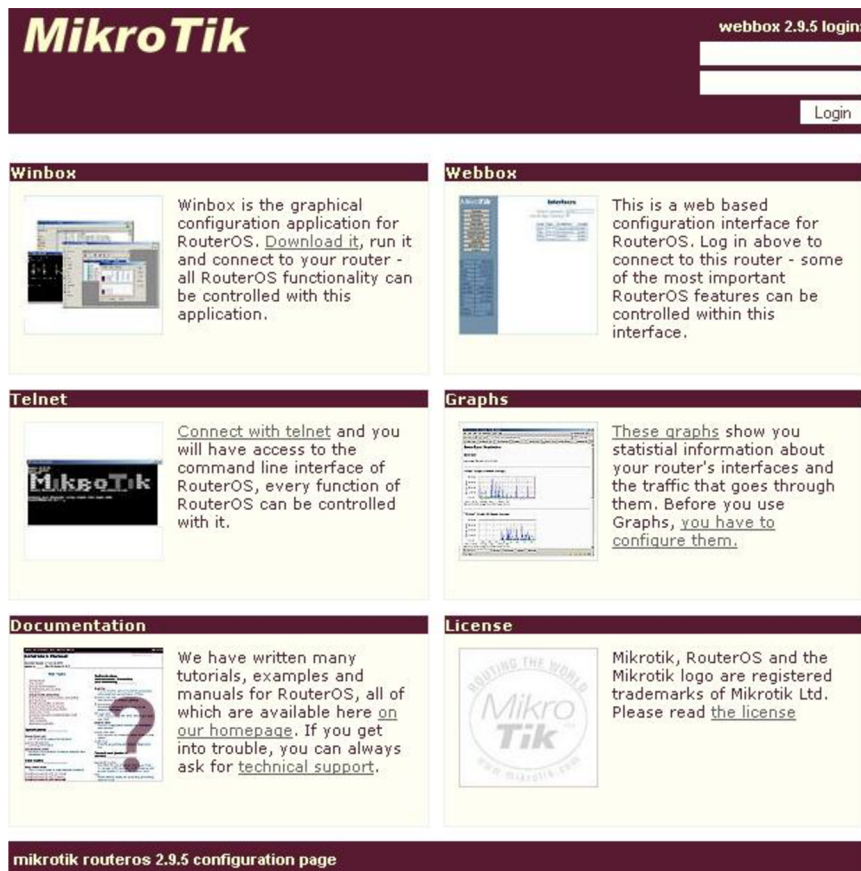 MikroTik
webbox 2.9.5 login:
Login
Winbox
Winbox is the graphical
configuration application for
RouterOS. Download it, run it
and connect to your router -
all RouterOS functionality can
be controlled with this
application.
Webbox
Interfaces
This is a web based
configuration interface for
RouterOS. Log in above to
connect to this router - some
of the most important
RouterOS features can be
controlled within this
interface.
Telnet
MikroTik
Connect with telnet and you
will have access to the
command line interface of
RouterOS, every function of
RouterOS can be controlled
with it.
Graphs
These graphs show you
statistial information about
your router's interfaces and
the traffic that goes through
them. Before you use
Graphs, you have to
configure them.
Documentation
?
We have written many
tutorials, examples and
manuals for RouterOS, all of
which are available here on
our homepage. If you get
into trouble, you can always
ask for technical support.
License
ROUTING THE WORLD
Mikro
Tik
www.mikrotik.com
Mikrotik, RouterOS and the
Mikrotik logo are registered
trademarks of Mikrotik Ltd.
Please read the license
mikrotik routeros 2.9.5 configuration page